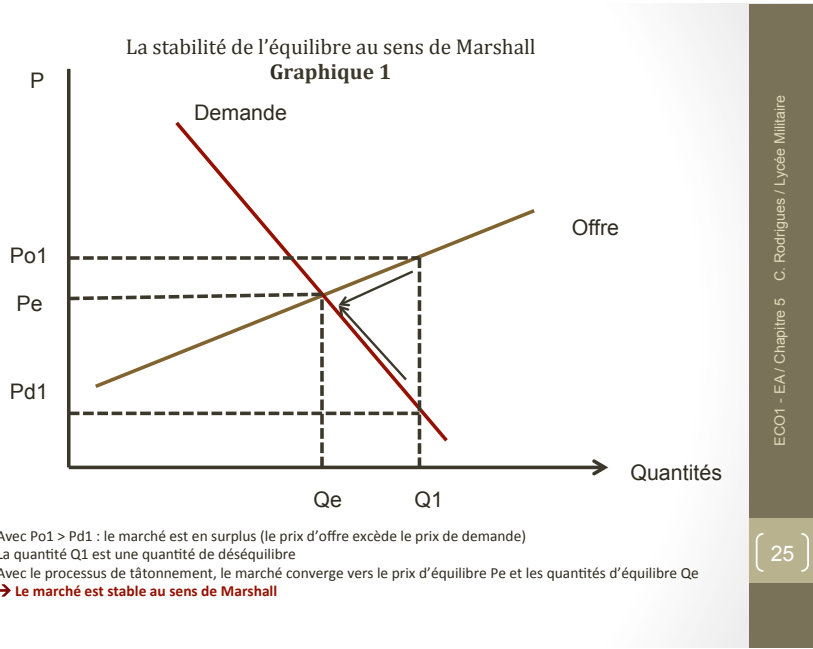 La stabilité de l'équilibre au sens de Marshall
Graphique 1
P
Demande
Offre
Po1
Pe
Pd1
Quantités
Qe
Q1
Avec Po1 > Pd1 : le marché est en surplus (le prix d'offre excède le prix de demande)
La quantité Q1 est une quantité de déséquilibre
Avec le processus de tâtonnement, le marché converge vers le prix d'équilibre Pe et les quantités d'équilibre Qe
→ Le marché est stable au sens de Marshall
ECO1 - EA / Chapitre 5 C. Rodrigues / Lycée Militaire
25